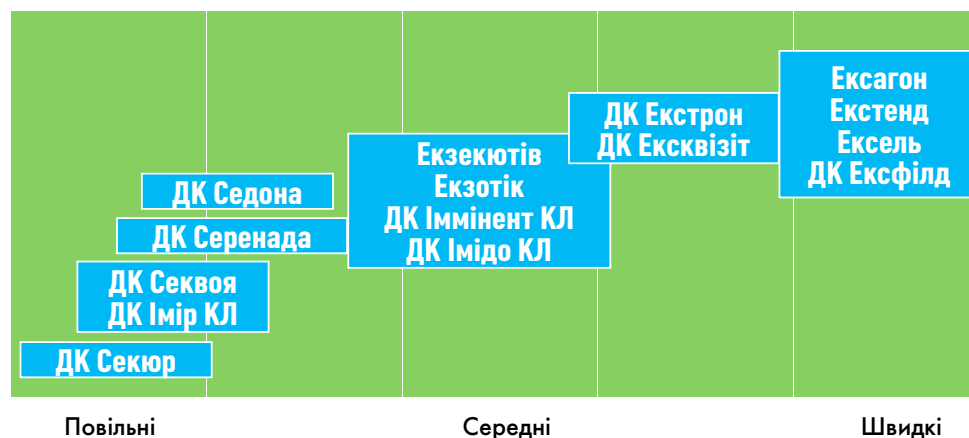 Ексагон
Екстенд
Ексель
ДК Ексфілд
ДК Екстрон
ДК Ексквізіт
Екзекютів
Екзотік
ДК Іммінент КЛ
ДК Імідо КЛ
ДК Седона
ДК Серенада
ДК Секвоя
ДК Імір КЛ
ДК Секюр
Повільні
Середні
Швидкі